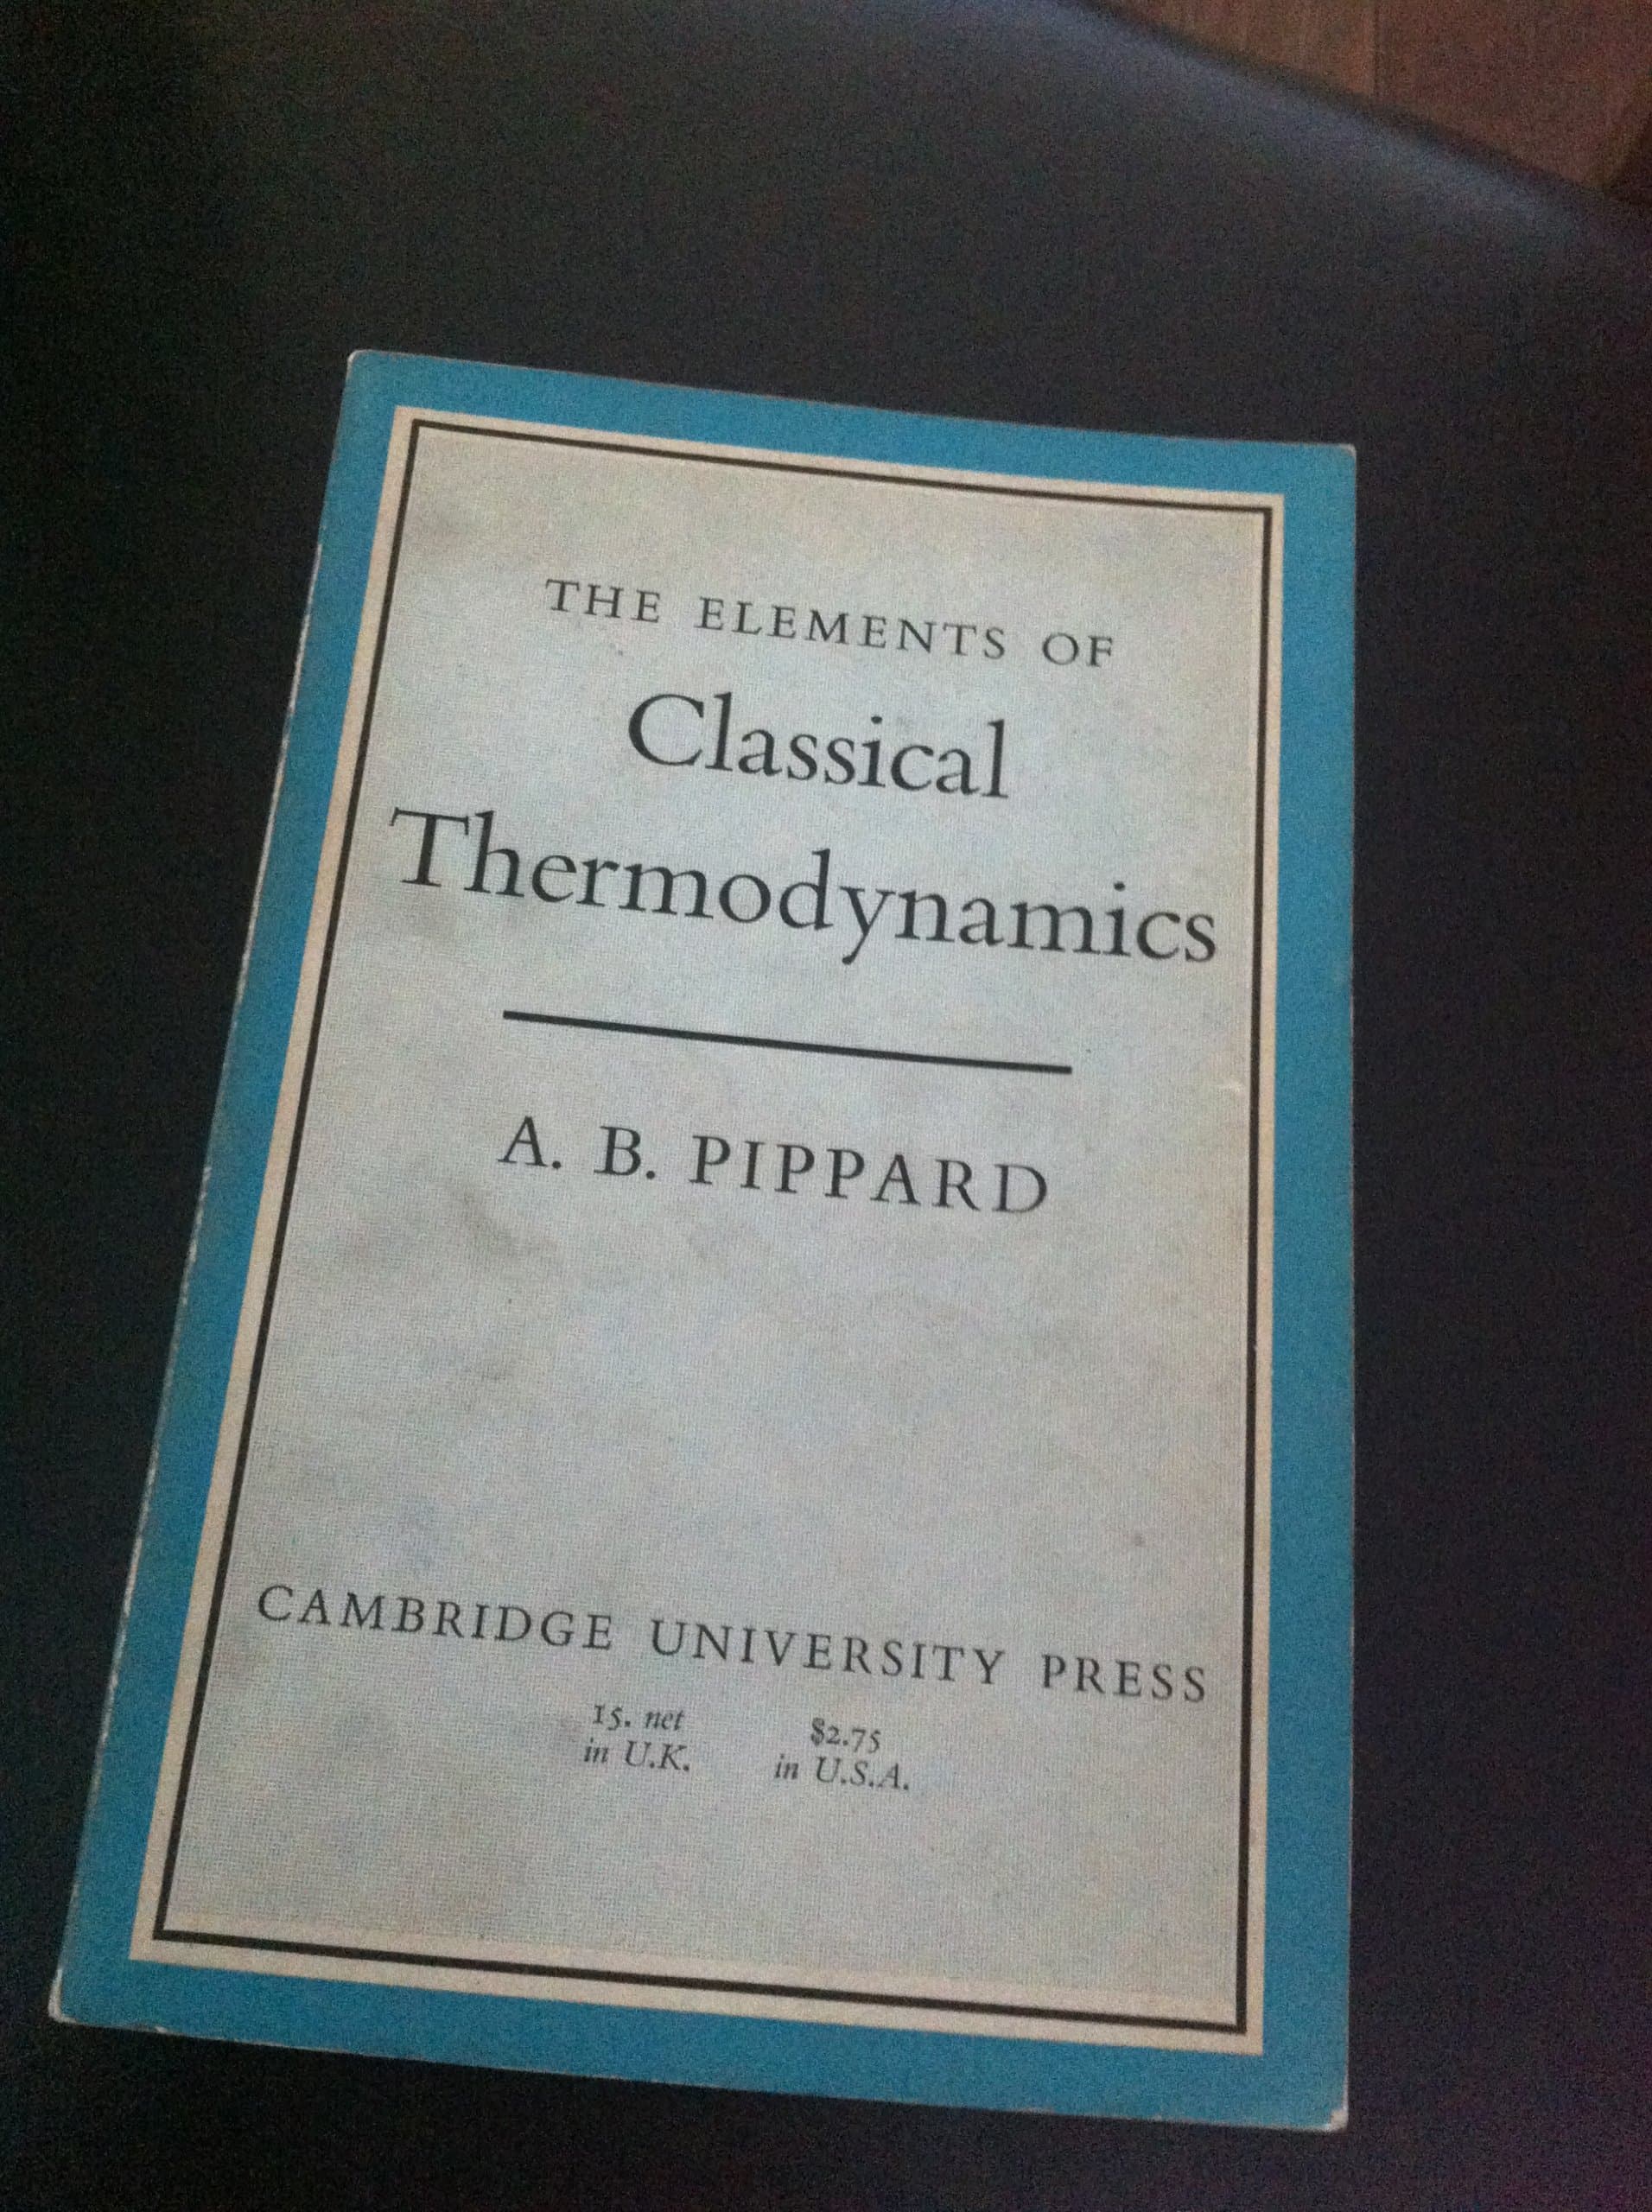 THE ELEMENTS OF
Classical
Thermodynamics
A. B. PIPPARD
CAMBRIDGE UNIVERSITY PRESS
15. net
in U.K.
$2.75
in U.S.A.